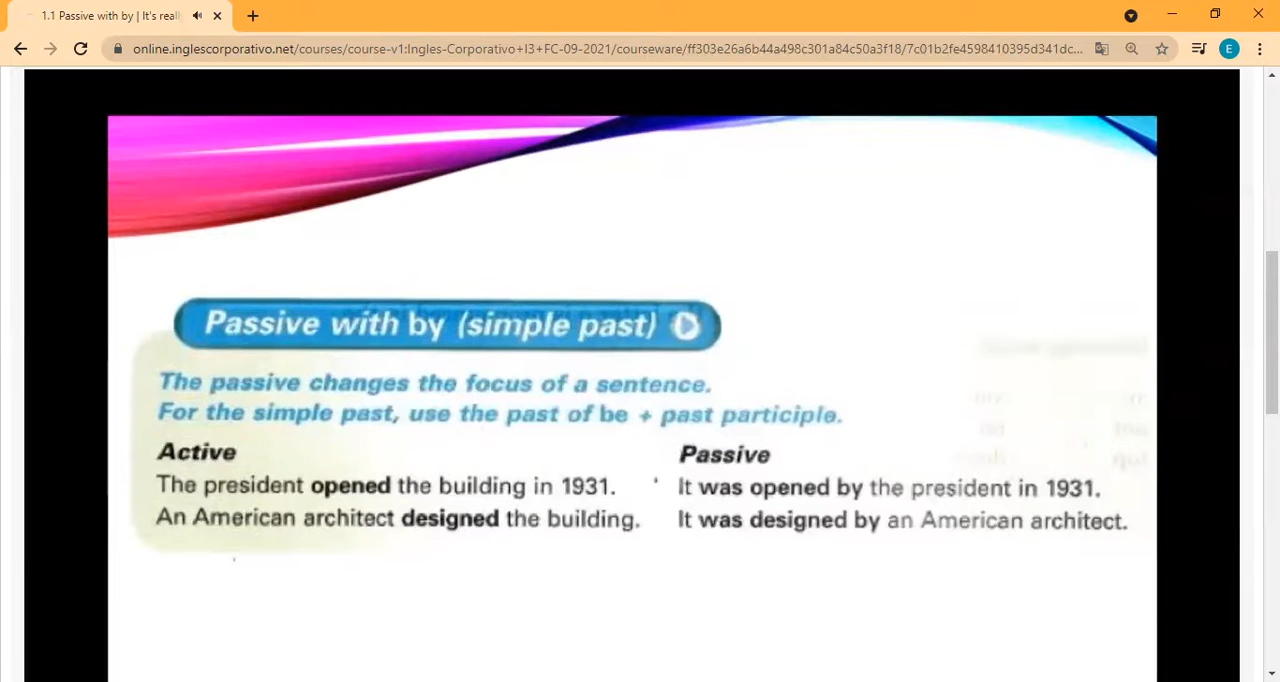 1.1 Passive with by | It's real
online.inglescorporativo.net/courses/course-v1:Ingles-Corporativo+I3+FC-09-2021/courseware/ff303e26a6b44a498c301a84c50a3f18/7c01b2fe4598410395d341dc...
E
Passive with by (simple past)
The passive changes the focus of a sentence.
For the simple past, use the past of be + past participle.
Active
Passive
The president opened the building in 1931.
It was opened by the president in 1931.
An American architect designed the building.
It was designed by an American architect.